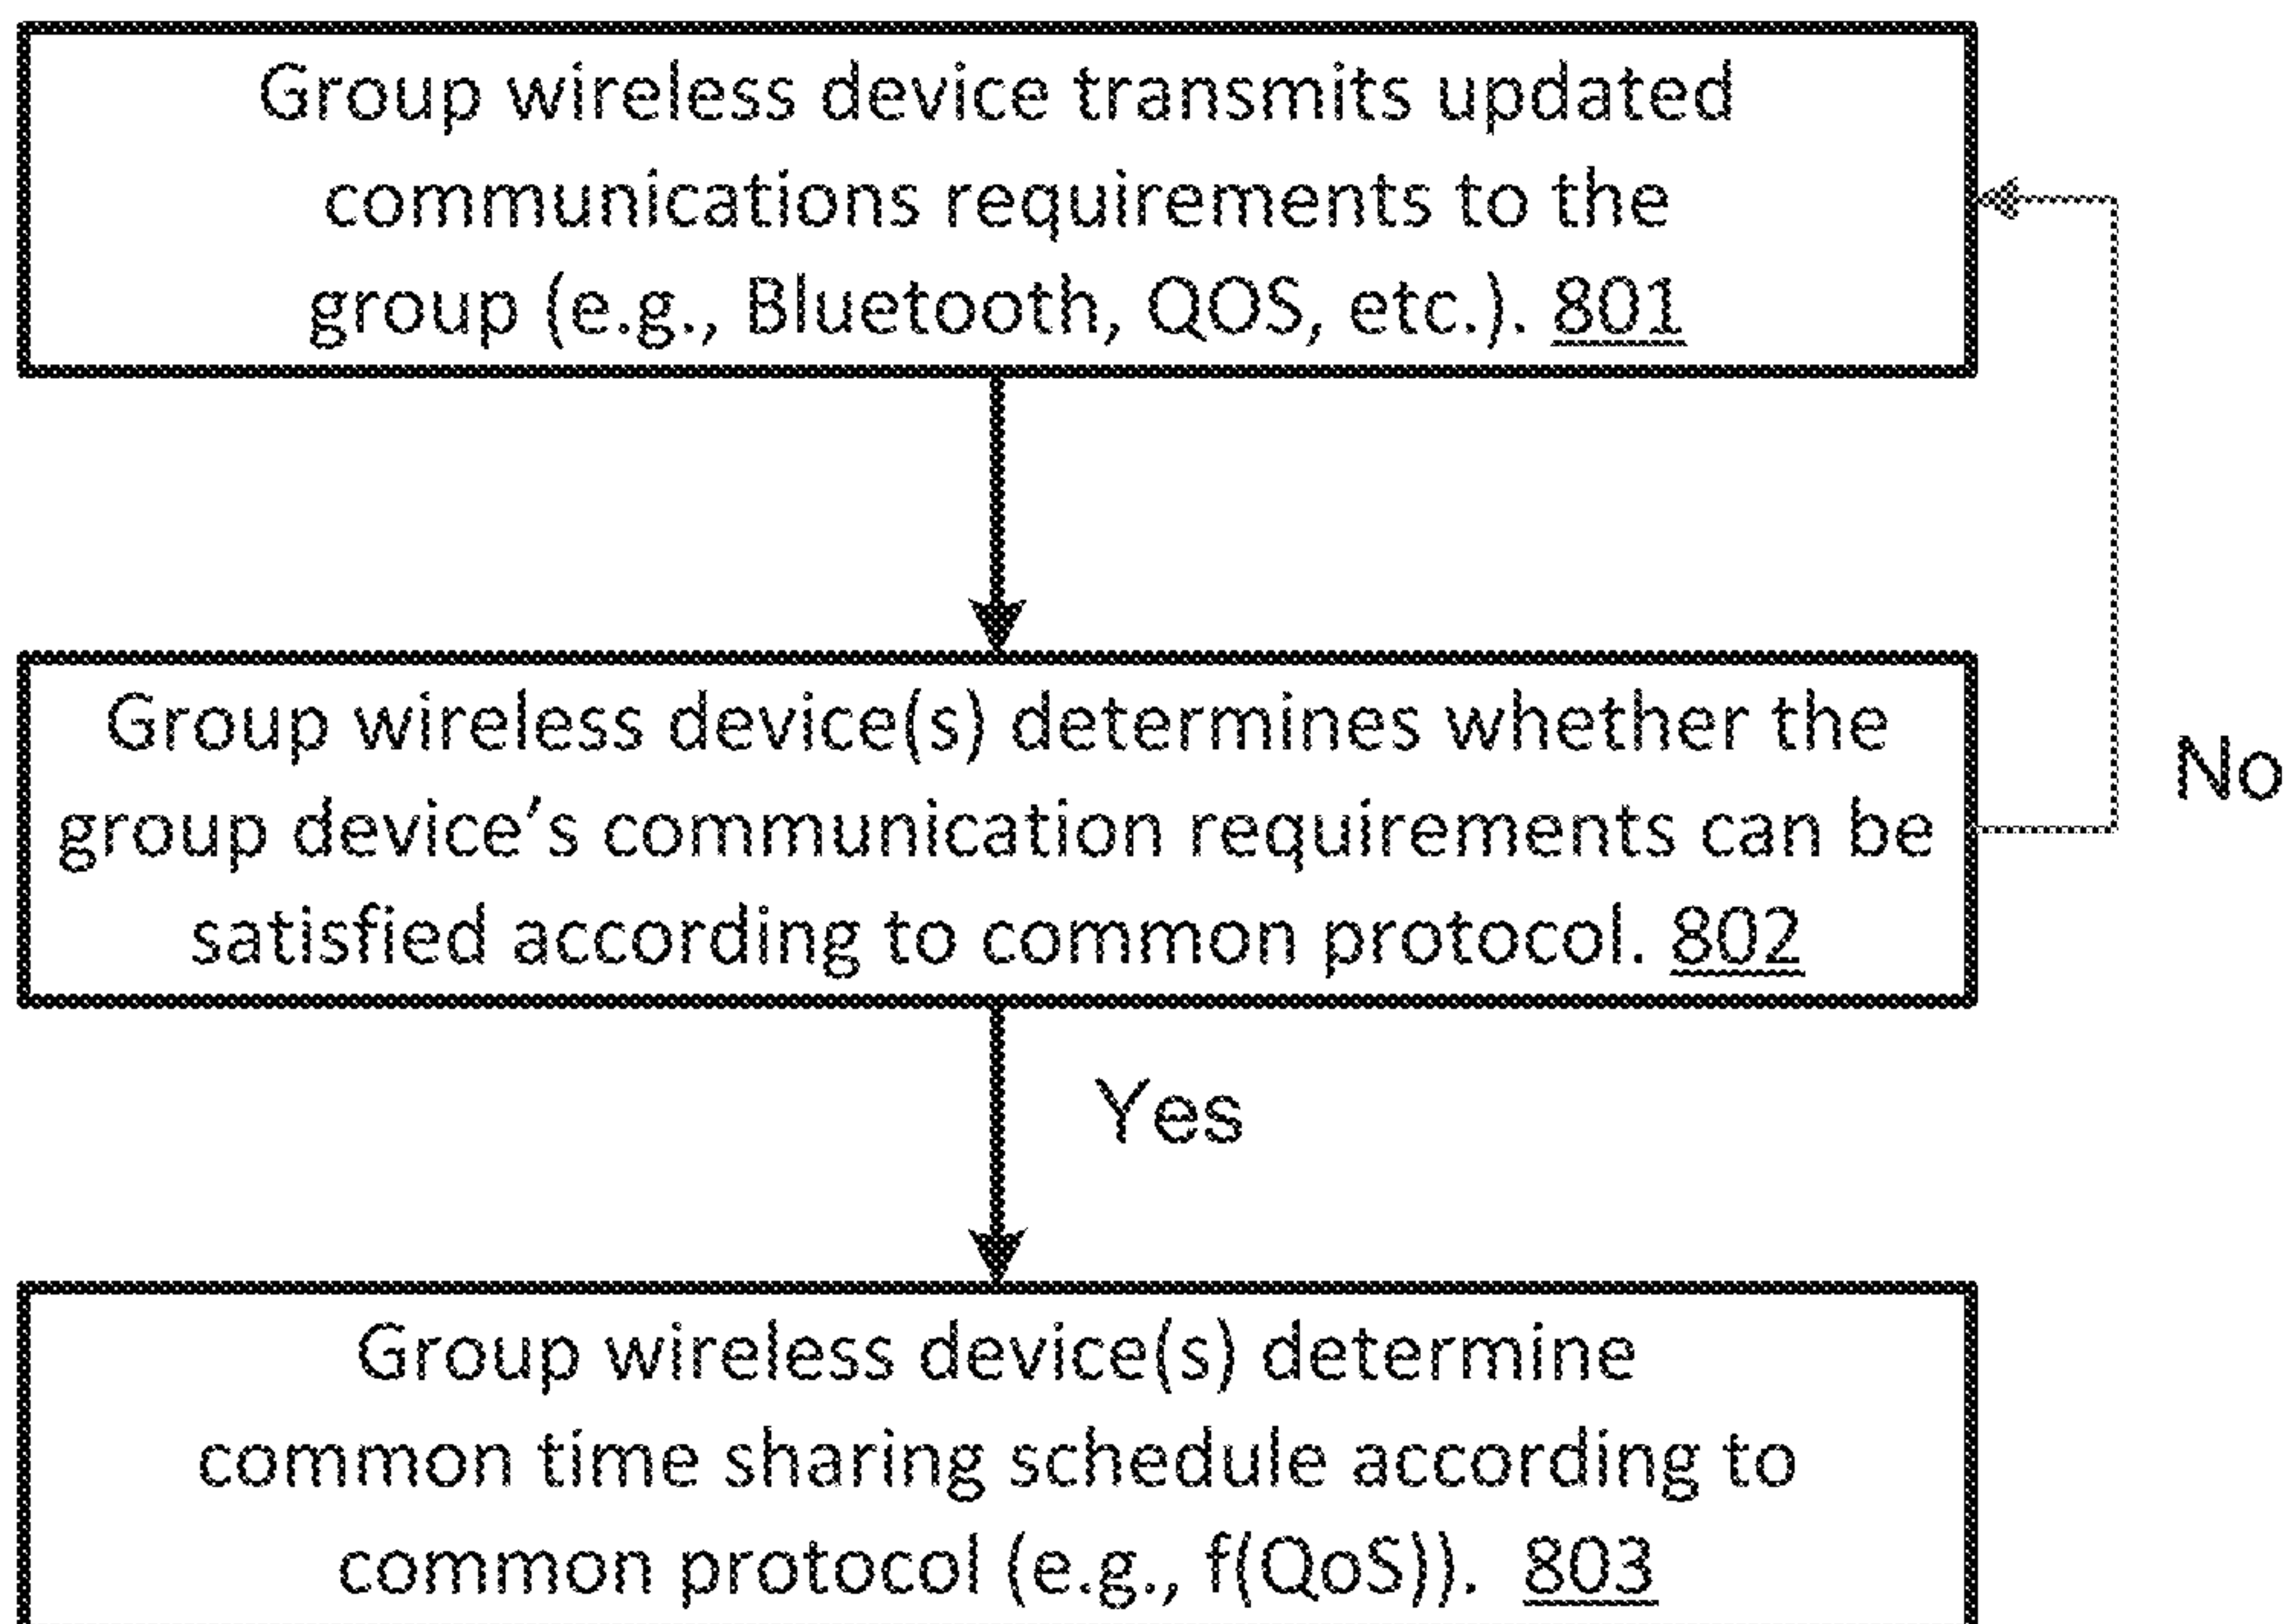 Group wireless device transmits updated
communications requirements to the
group (e.g., Bluetooth, QOS, etc.). 801
Group wireless device(s) determines whether the
group device's communication requirements can be
satisfied according to common protocol. 802
No
Yes
Group wireless device(s) determine
common time sharing schedule according to
common protocol (e.g., f(QoS)). 803